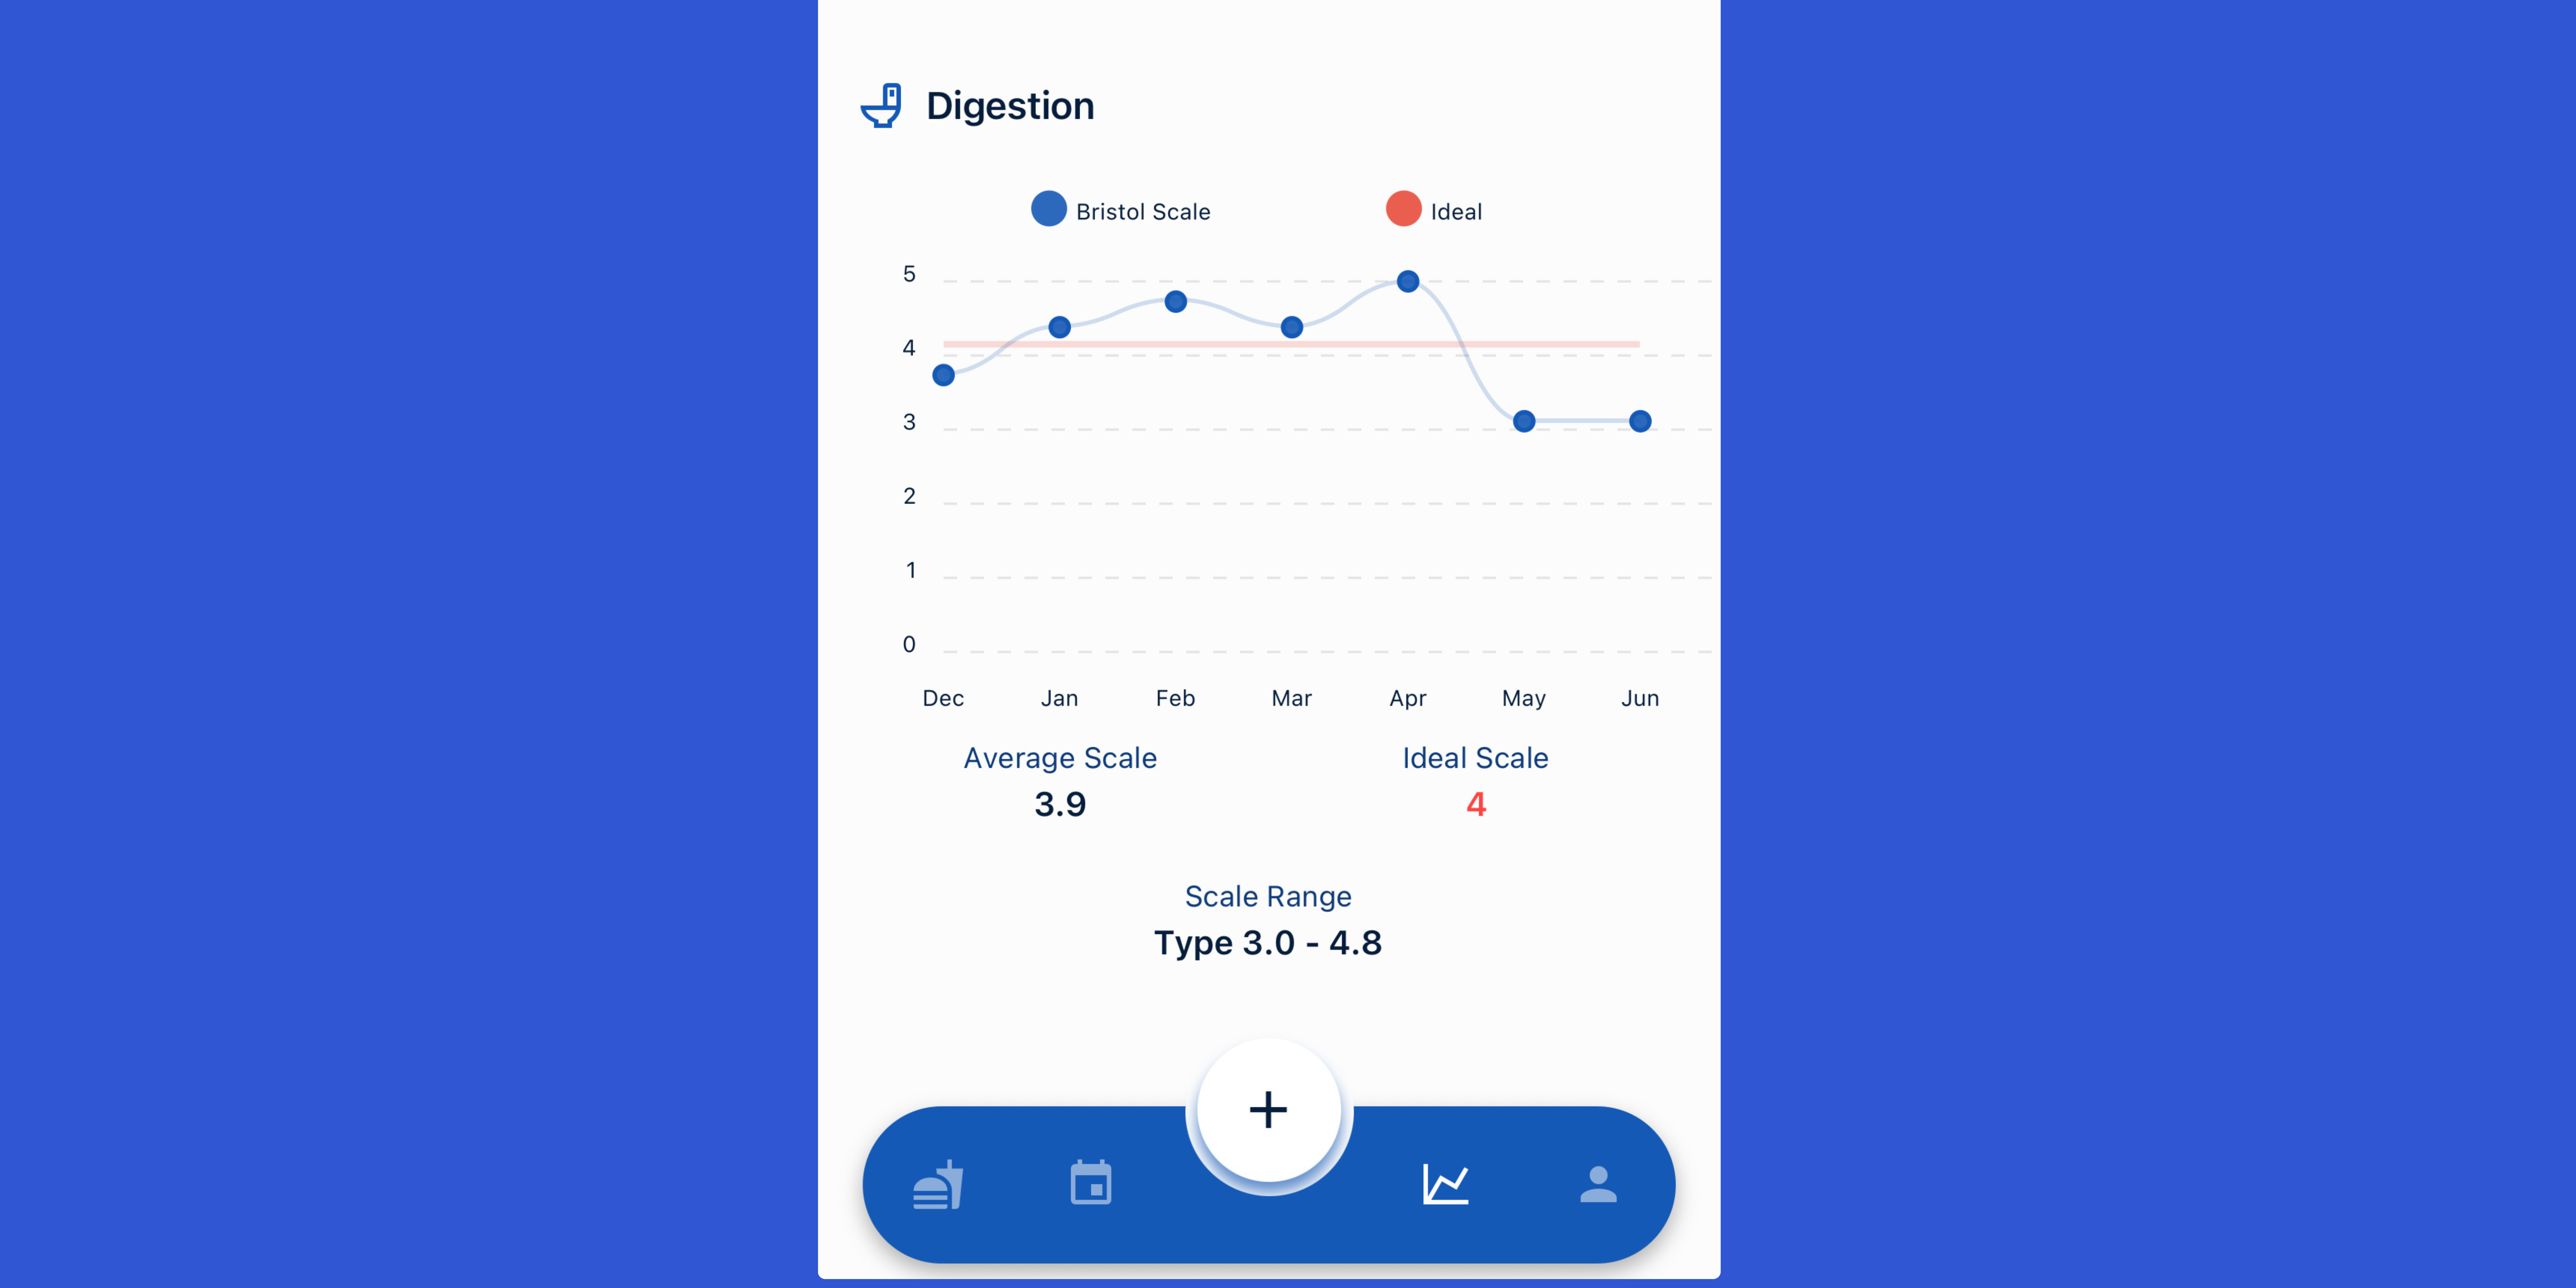 Digestion
Bristol Scale Ideal
5
4
3
2
1
0
Dec Jan Feb Mar Apr May Jun
Average Scale Ideal Scale
3.9 4
Scale Range
Type 3.0 - 4.8
+